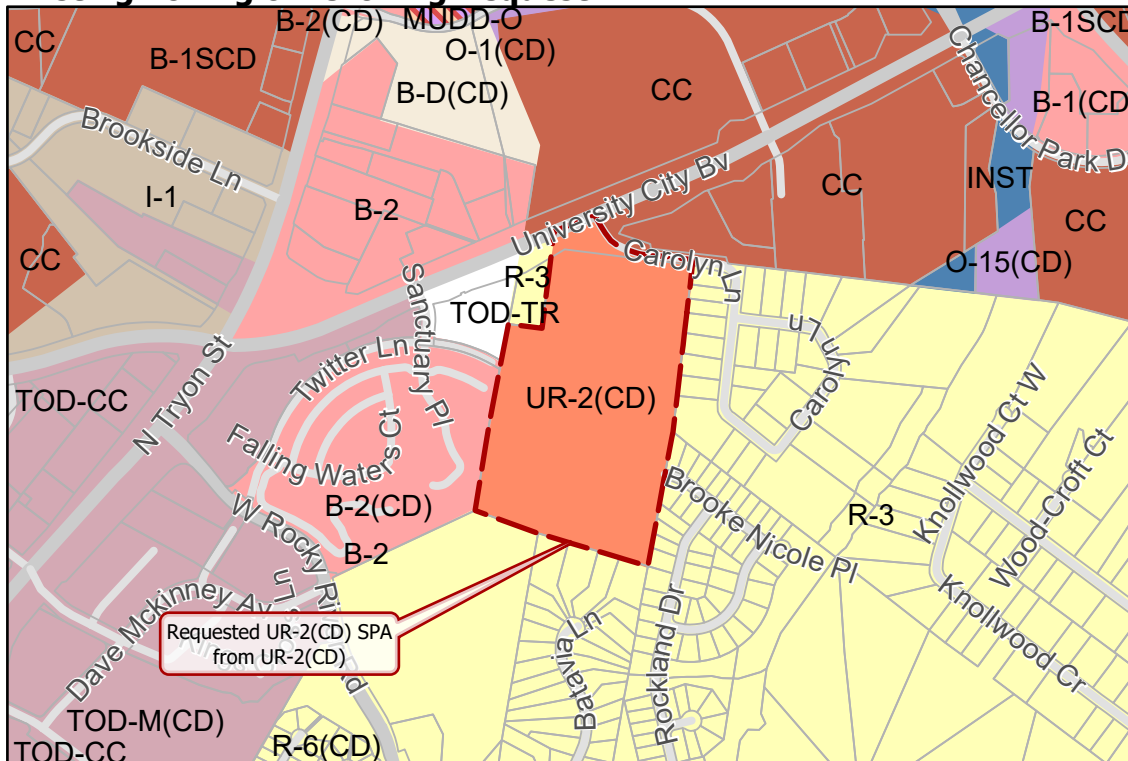 MUDD-O
B-2(CD)
CC
B-1SCD
O-1(CD)
B-1SCD
B-D(CD)
CC
B-1(CD)
Chancellor Park D
Brookside Ln
I-1
B-2
University City Bv
CC
INST
CC
CC
O-15(CD)
Carolyn Ln
R-3
TOD-TR
Sanctuary Pl
Carolyn Ln
Twitter Ln
N Tryon St
TOD-CC
UR-2(CD)
Falling Waters Ct
B-2(CD)
W Rocky River Rd
B-2
Brooke Nicole Pl
R-3
Knollwood Ct W
Wood-Croft Ct
Knollwood Cr
Dave Mckinney Av
Requested UR-2(CD) SPA
from UR-2(CD)
Batavia Ln
Rockland Dr
TOD-M(CD)
TOD-CC
R-6(CD)